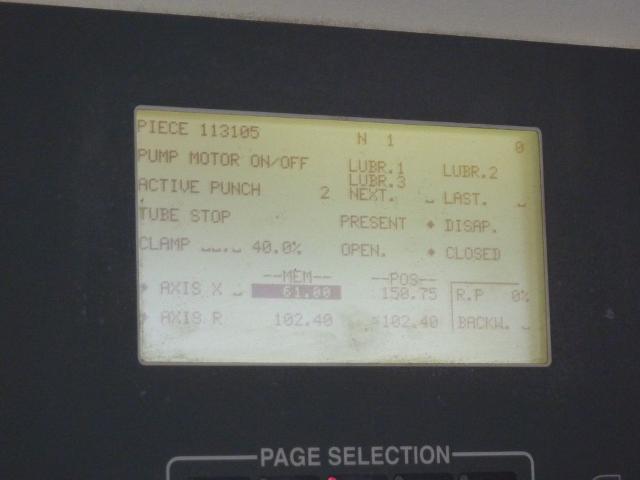 PIECE 113105 N 1 0
PUMP MOTOR ON/OFF LUBR.1 LUBR.2
LUBR.3
ACTIVE PUNCH 2 NEXT. LAST.
TUBE STOP PRESENT DISAP.
CLAMP 40.0% OPEN. CLOSED
--MEM-- --POS--
AXIS X 61.00 150.75 R.P 0%
AXIS R 102.40 =102.40 BACKW.
PAGE SELECTION